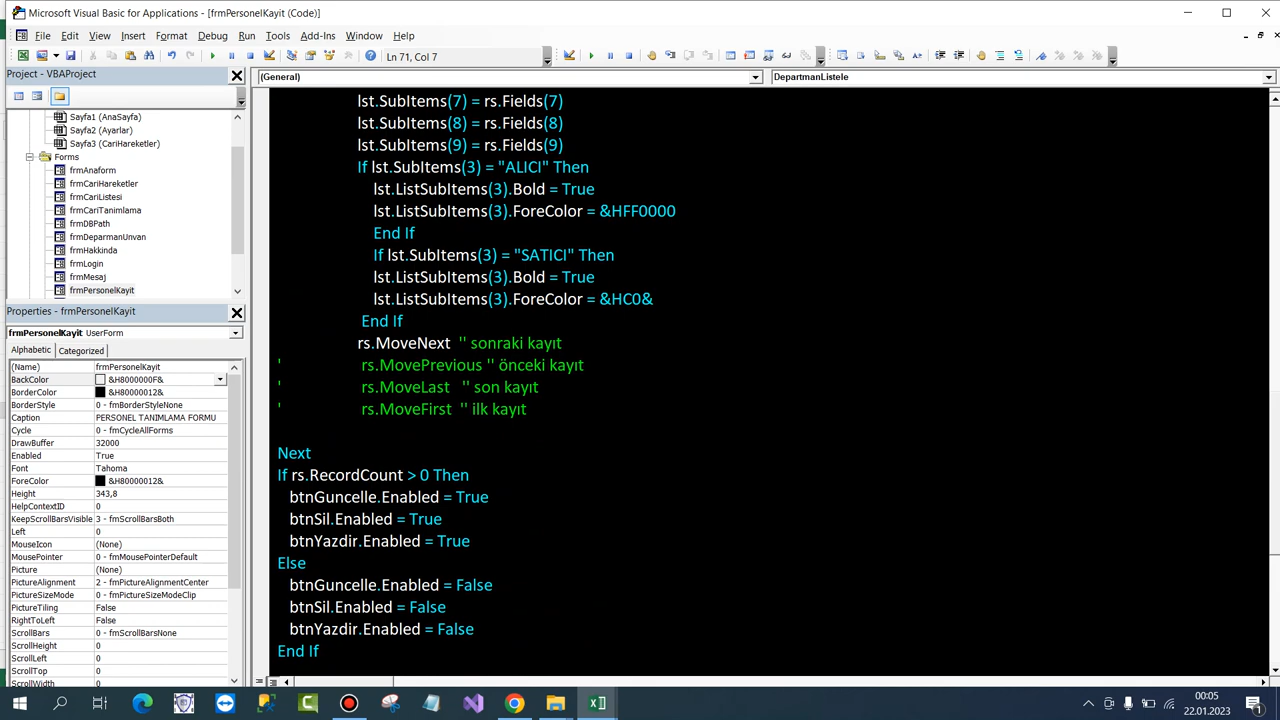 Microsoft Visual Basic for Applications - [frmPersonelKayit (Code)]
File Edit View Insert Format Debug Run Tools Add-Ins Window Help
Ln 71, Col 7
Project - VBAProject
(General)
DepartmanListele
Sayfa1 (AnaSayfa)
Sayfa2 (Ayarlar)
Sayfa3 (CariHareketler)
Forms
frmAnaform
frmCariHareketler
frmCariListesi
frmCariTanimlama
frmDBPath
frmDeparmanUnvan
frmHakkinda
frmLogin
frmMesaj
frmPersonelKayit
Properties - frmPersonelKayit
frmPersonelKayit UserForm
Alphabetic Categorized
(Name) frmPersonelKayit
BackColor &H8000000F&
BorderColor &H80000012&
BorderStyle 0 - fmBorderStyleNone
Caption PERSONEL TANIMLAMA FORMU
Cycle 0 - fmCycleAllForms
DrawBuffer 32000
Enabled True
Font Tahoma
ForeColor &H80000012&
Height 343,8
HelpContextID 0
KeepScrollBarsVisible 3 - fmScrollBarsBoth
Left 0
MouseIcon (None)
MousePointer 0 - fmMousePointerDefault
Picture (None)
PictureAlignment 2 - fmPictureAlignmentCenter
PictureSizeMode 0 - fmPictureSizeModeClip
PictureTiling False
RightToLeft False
ScrollBars 0 - fmScrollBarsNone
ScrollHeight 0
ScrollLeft 0
ScrollTop 0
ScrollWidth 0
lst.SubItems(7) = rs.Fields(7)
lst.SubItems(8) = rs.Fields(8)
lst.SubItems(9) = rs.Fields(9)
If lst.SubItems(3) = "ALICI" Then
lst.ListSubItems(3).Bold = True
lst.ListSubItems(3).ForeColor = &HFF0000
End If
If lst.SubItems(3) = "SATICI" Then
lst.ListSubItems(3).Bold = True
lst.ListSubItems(3).ForeColor = &HC0&
End If
rs.MoveNext '' sonraki kayıt
' rs.MovePrevious '' önceki kayıt
' rs.MoveLast '' son kayıt
' rs.MoveFirst '' ilk kayıt
Next
If rs.RecordCount > 0 Then
btnGuncelle.Enabled = True
btnSil.Enabled = True
btnYazdir.Enabled = True
Else
btnGuncelle.Enabled = False
btnSil.Enabled = False
btnYazdir.Enabled = False
End If
00:05
22.01.2023